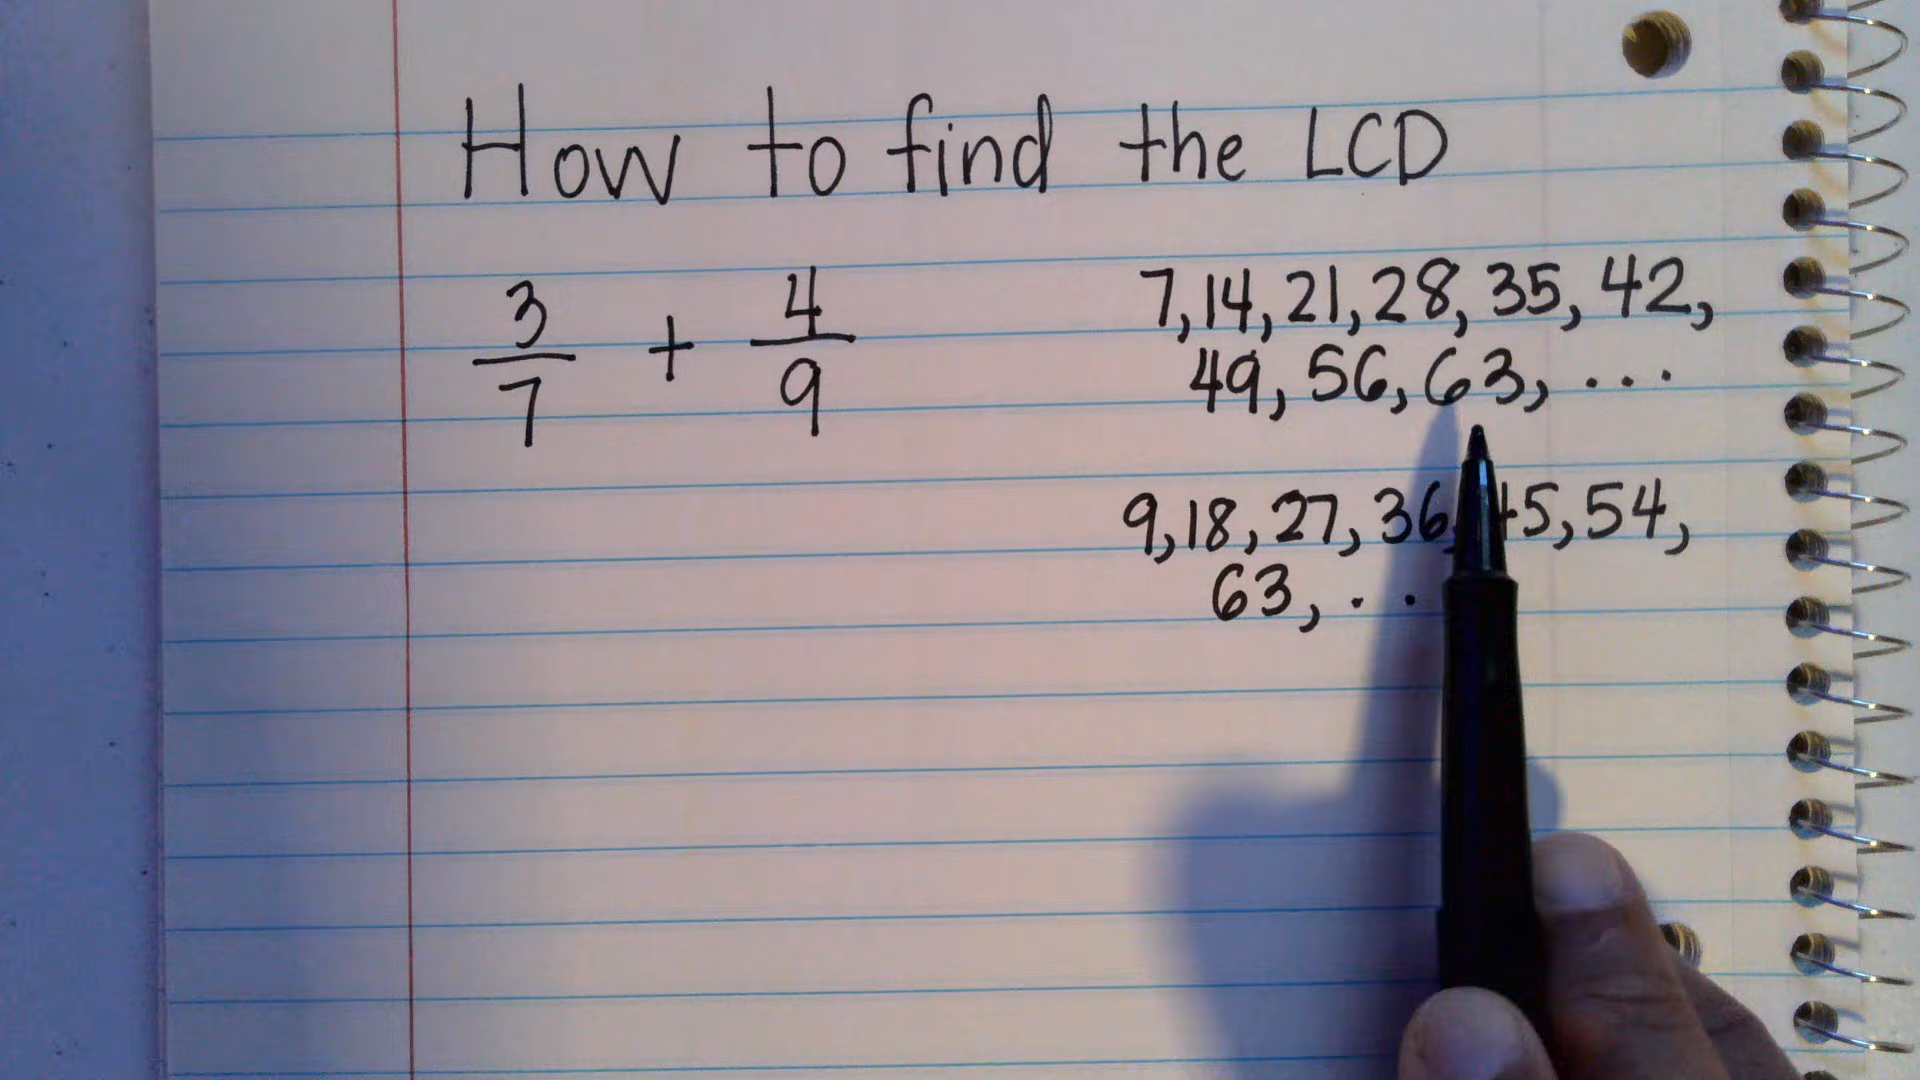 How to find the LCD
3/7 + 4/9
7, 14, 21, 28, 35, 42,
49, 56, 63, ...
9, 18, 27, 36, 45, 54,
63, ..